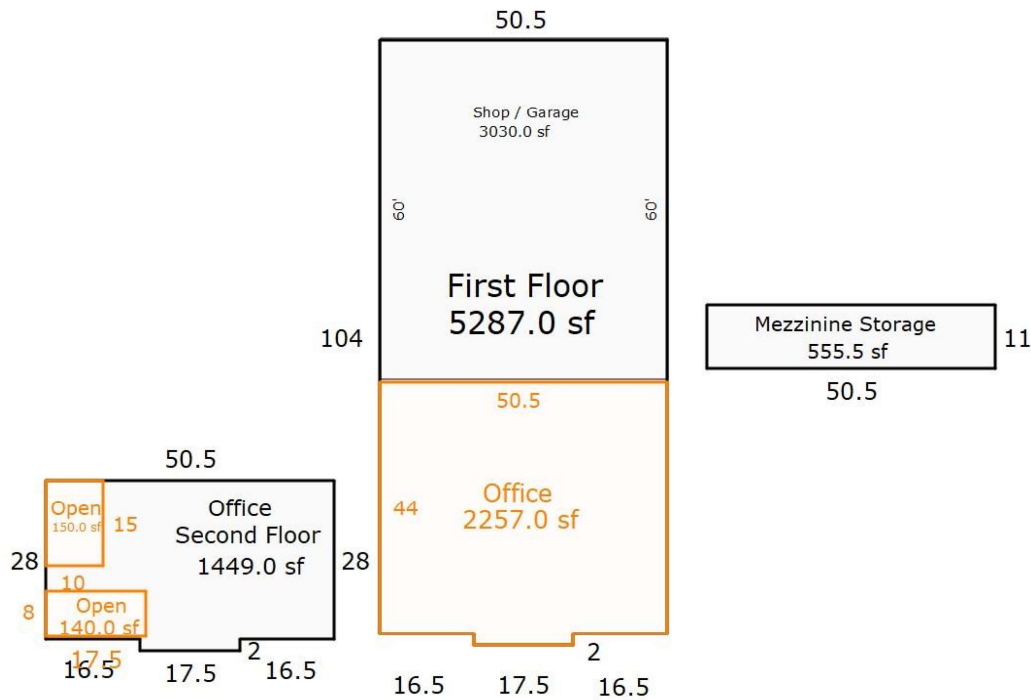 50.5
Shop / Garage
3030.0 sf
60'
60'
First Floor
5287.0 sf
104
Mezzinine Storage
555.5 sf
11
50.5
50.5
44
Office
2257.0 sf
2
16.5
17.5
16.5
50.5
Open
150.0 sf
15
10
Office
Second Floor
1449.0 sf
28
28
8
Open
140.0 sf
17.5
16.5
17.5
2
16.5